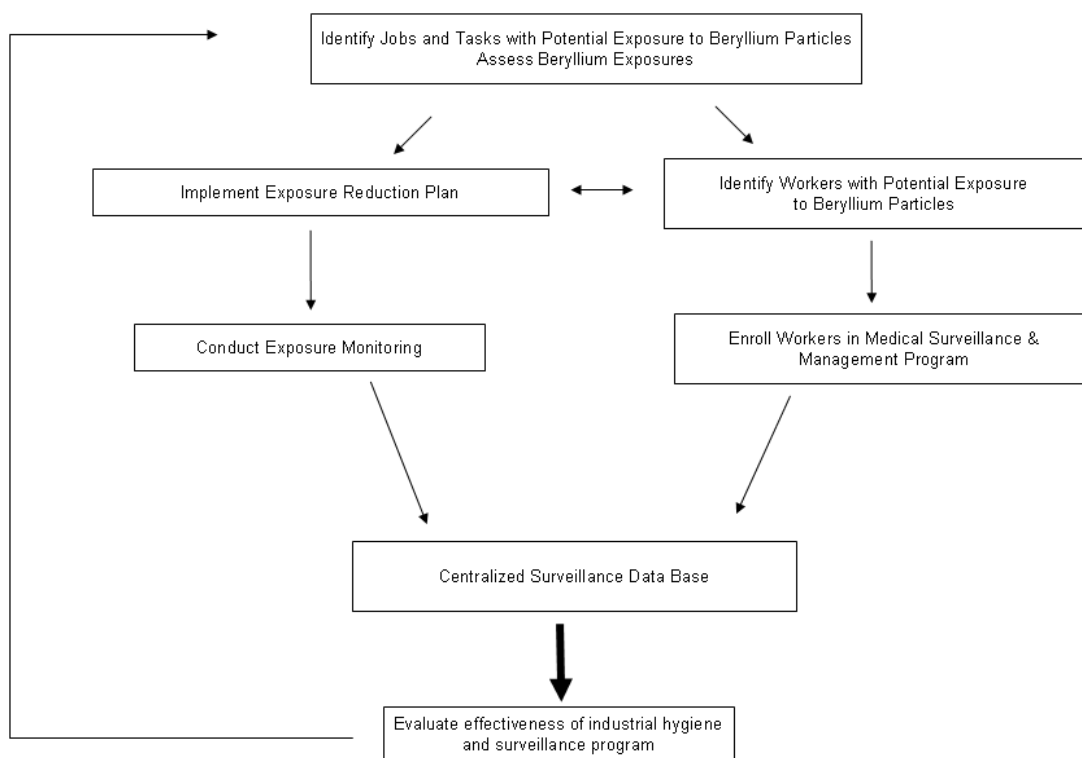 Identify Jobs and Tasks with Potential Exposure to Beryllium Particles
Assess Beryllium Exposures
Implement Exposure Reduction Plan
Identify Workers with Potential Exposure
to Beryllium Particles
Conduct Exposure Monitoring
Enroll Workers in Medical Surveillance &
Management Program
Centralized Surveillance Data Base
Evaluate effectiveness of industrial hygiene
and surveillance program